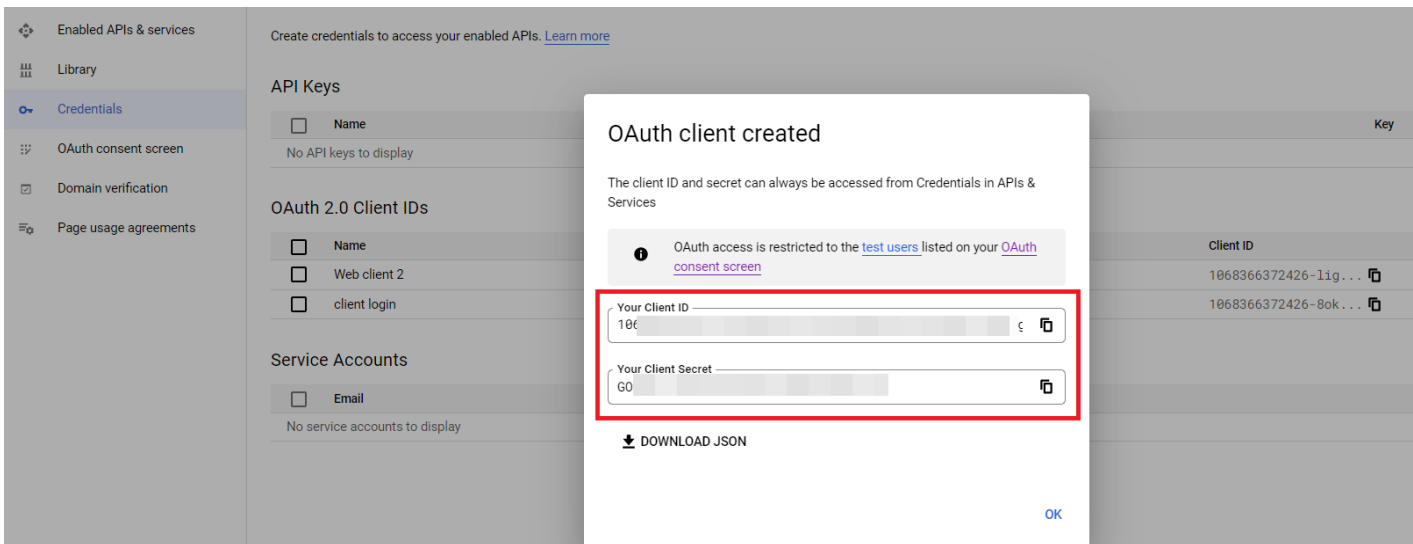 Enabled APIs & services
Library
Credentials
OAuth consent screen
Domain verification
Page usage agreements
Create credentials to access your enabled APIs. Learn more
API Keys
Name
Key
No API keys to display
OAuth 2.0 Client IDs
Name
Client ID
Web client 2
1068366372426-lig...
client login
1068366372426-8ok...
Service Accounts
Email
No service accounts to display
OAuth client created
The client ID and secret can always be accessed from Credentials in APIs &
Services
OAuth access is restricted to the test users listed on your OAuth
consent screen
Your Client ID
Your Client Secret
GO
DOWNLOAD JSON
OK